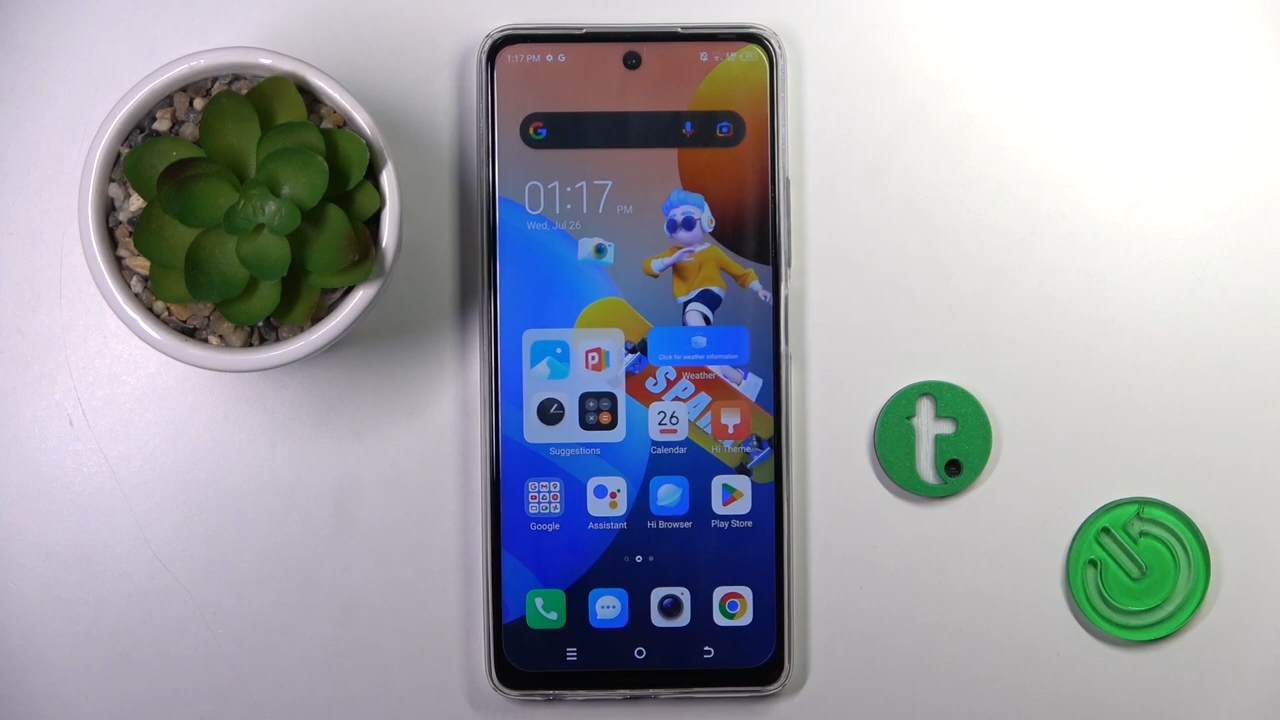 1:17 PM
01:17 PM
Wed, Jul 26
Click for weather information
Weather
SPAR
26
Suggestions
Calendar
Hi Theme
Google
Assistant
Hi Browser
Play Store
t.